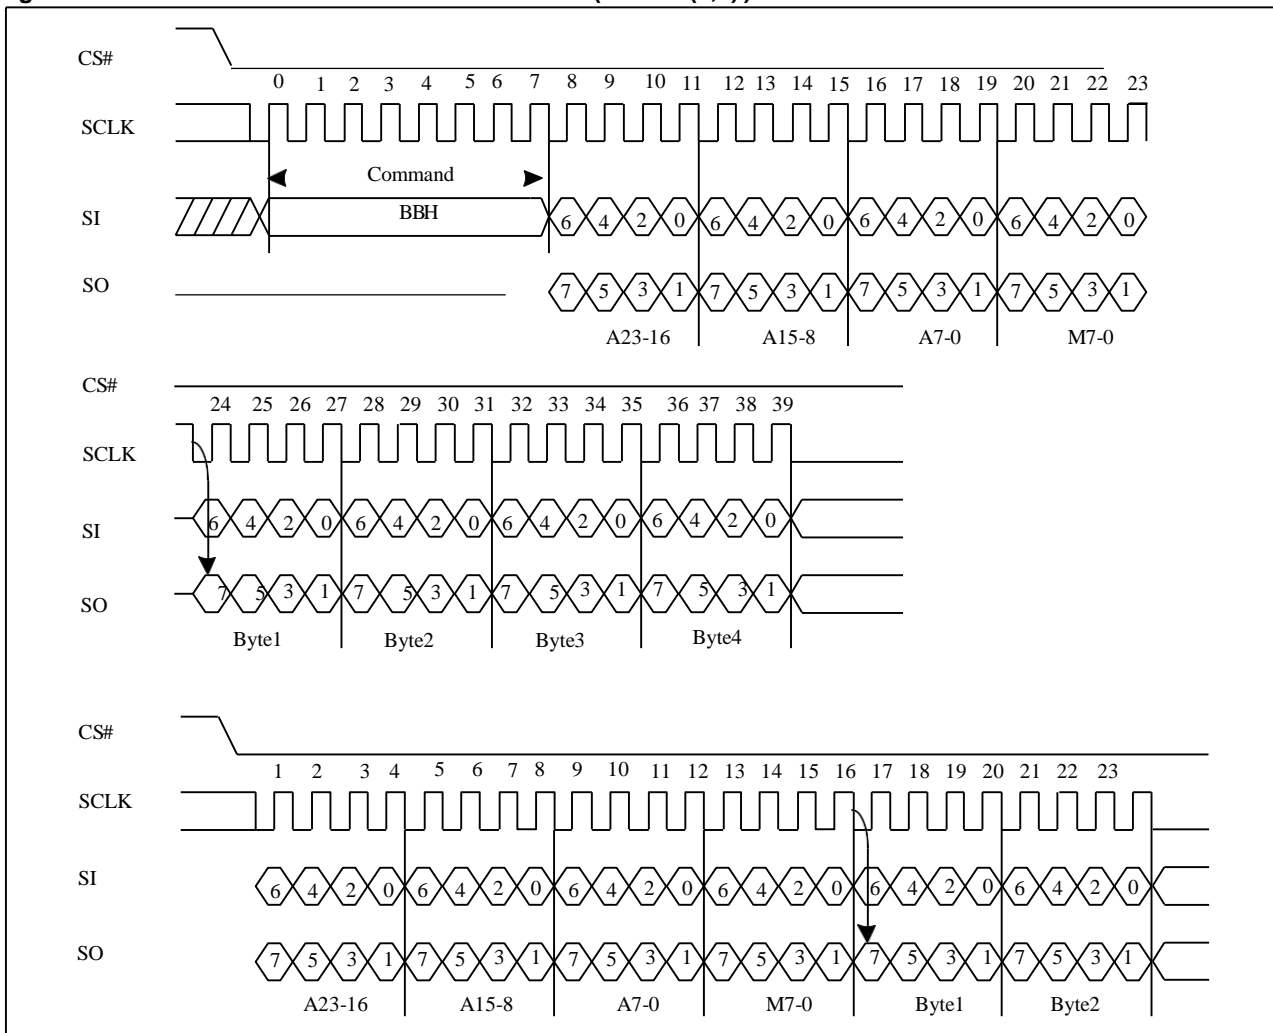 CS#
0 1 2 3 4 5 6 7 8 9 10 11 12 13 14 15 16 17 18 19 20 21 22 23
SCLK
Command
SI BBH 6 4 2 0 6 4 2 0 6 4 2 0 6 4 2 0
SO 7 5 3 1 7 5 3 1 7 5 3 1 7 5 3 1
A23-16 A15-8 A7-0 M7-0
CS#
24 25 26 27 28 29 30 31 32 33 34 35 36 37 38 39
SCLK
SI 6 4 2 0 6 4 2 0 6 4 2 0 6 4 2 0
SO 7 5 3 1 7 5 3 1 7 5 3 1 7 5 3 1
Byte1 Byte2 Byte3 Byte4
CS#
1 2 3 4 5 6 7 8 9 10 11 12 13 14 15 16 17 18 19 20 21 22 23
SCLK
SI 6 4 2 0 6 4 2 0 6 4 2 0 6 4 2 0 6 4 2 0 6 4 2 0
SO 7 5 3 1 7 5 3 1 7 5 3 1 7 5 3 1 7 5 3 1 7 5 3 1
A23-16 A15-8 A7-0 M7-0 Byte1 Byte2